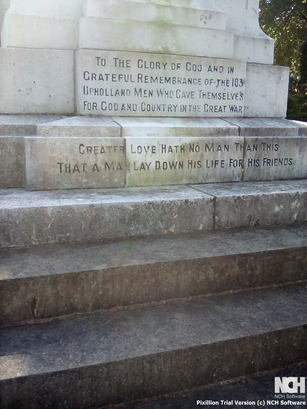 To The Glory of God and in
Grateful Remembrance of the 103
Upholland Men Who Gave Themselves
For God and Country in the Great War
Greater Love Hath No Man Than This
That a Man Lay Down His Life For His Friends.
NCH
NCH Software
Pixillion Trial Version (c) NCH Software